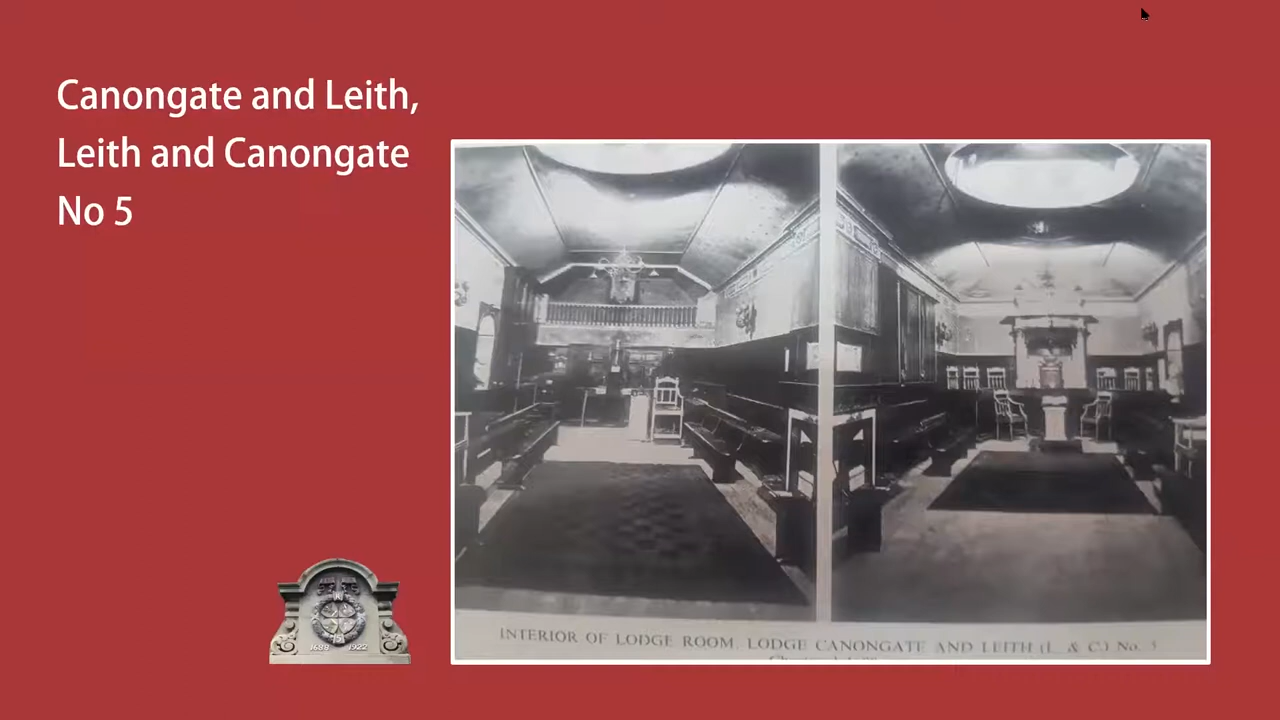 Canongate and Leith,
Leith and Canongate
No 5
INTERIOR OF LODGE ROOM, LODGE CANONGATE AND LEITH (L. & C.) No. 5
1688 1922